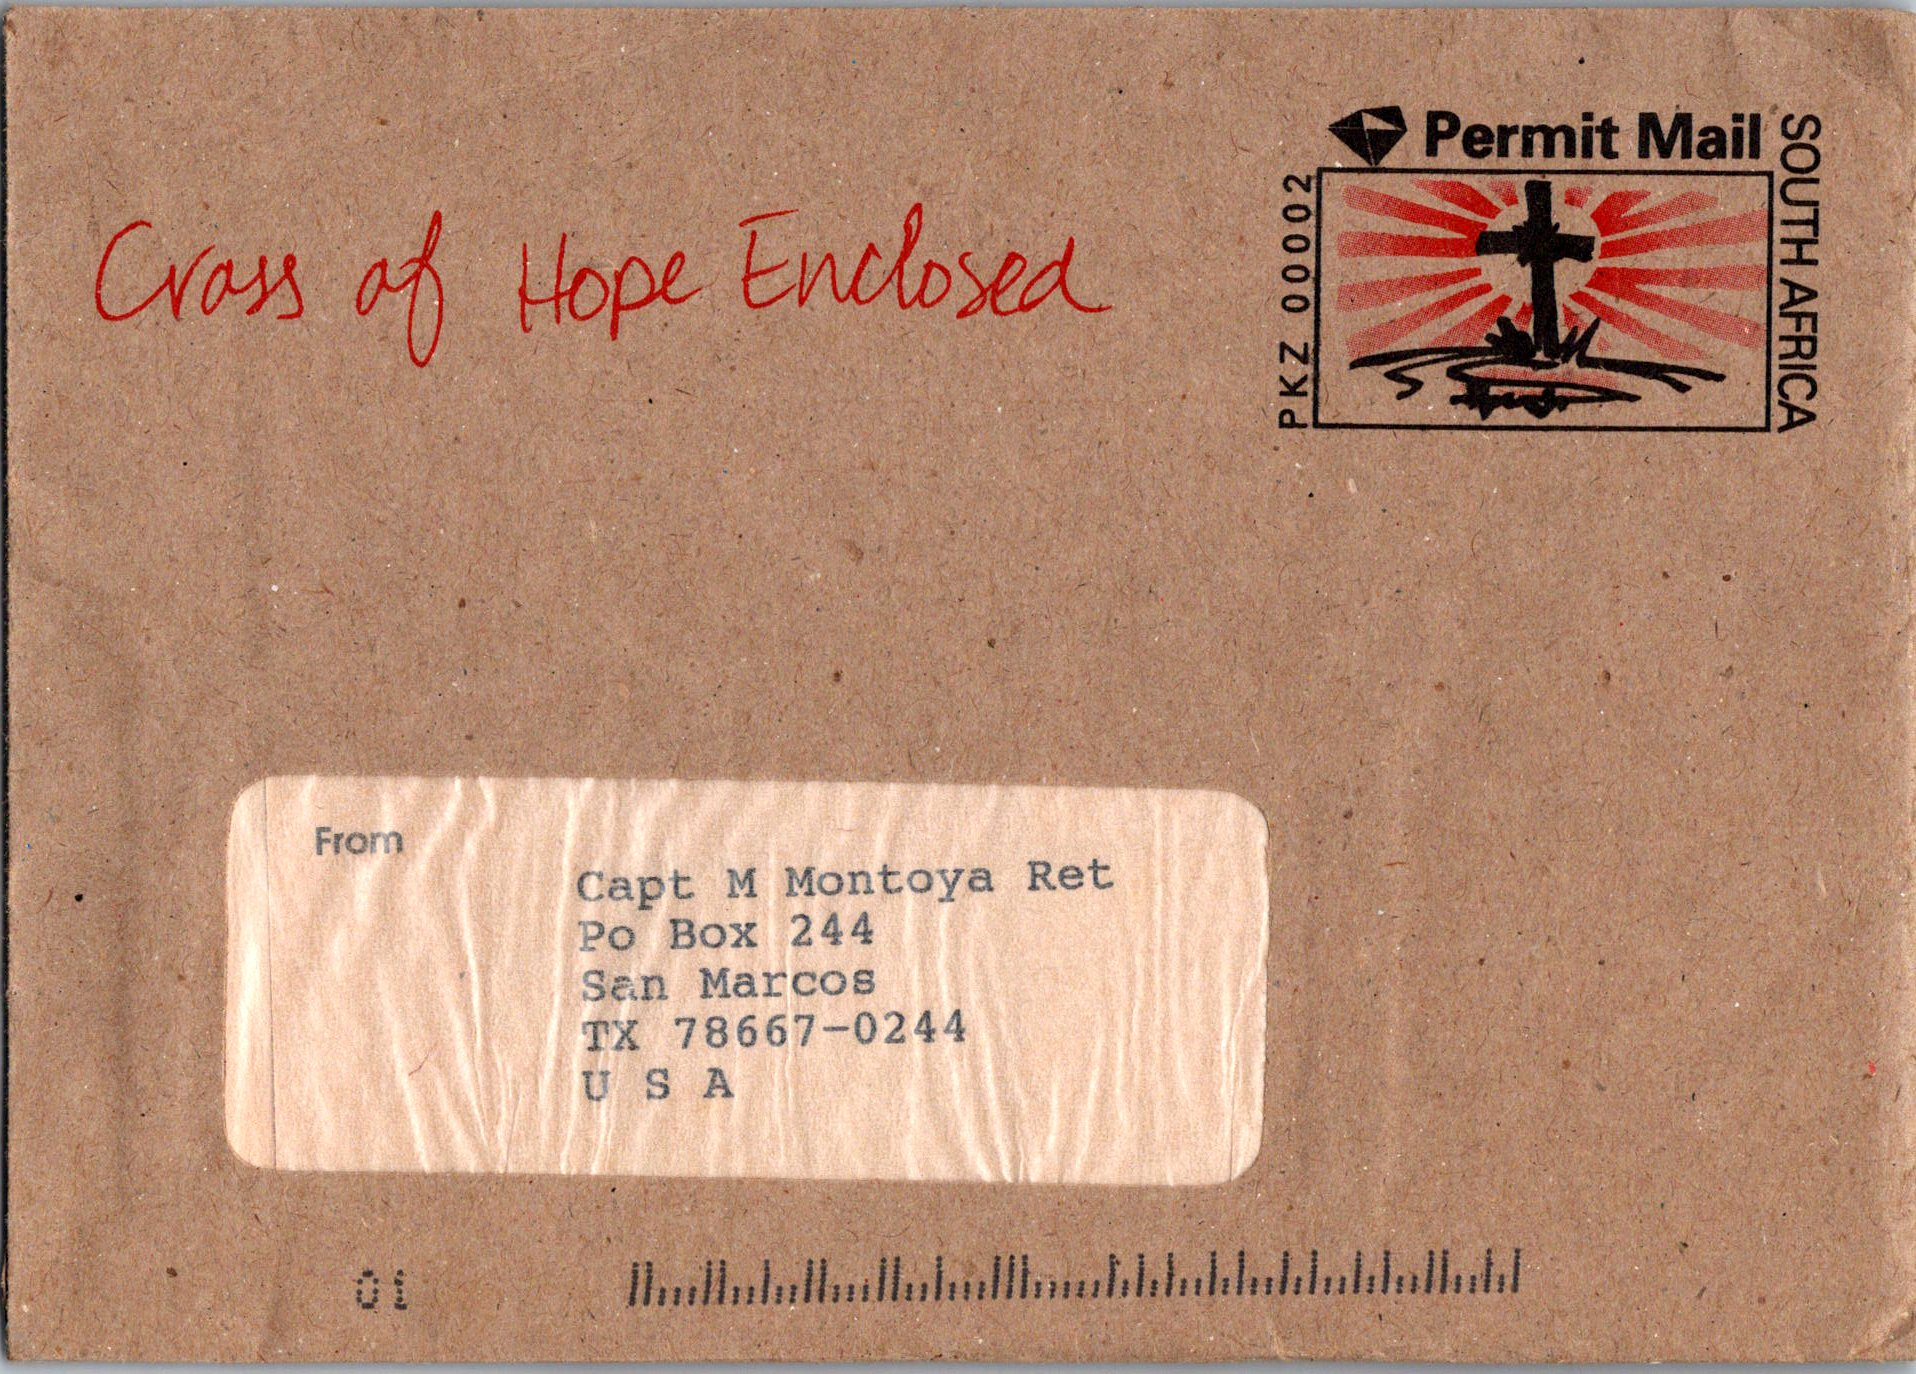 Permit Mail
SOUTH AFRICA
PKZ 00002
Cross of Hope Enclosed
From
Capt M Montoya Ret
Po Box 244
San Marcos
TX 78667-0244
U S A